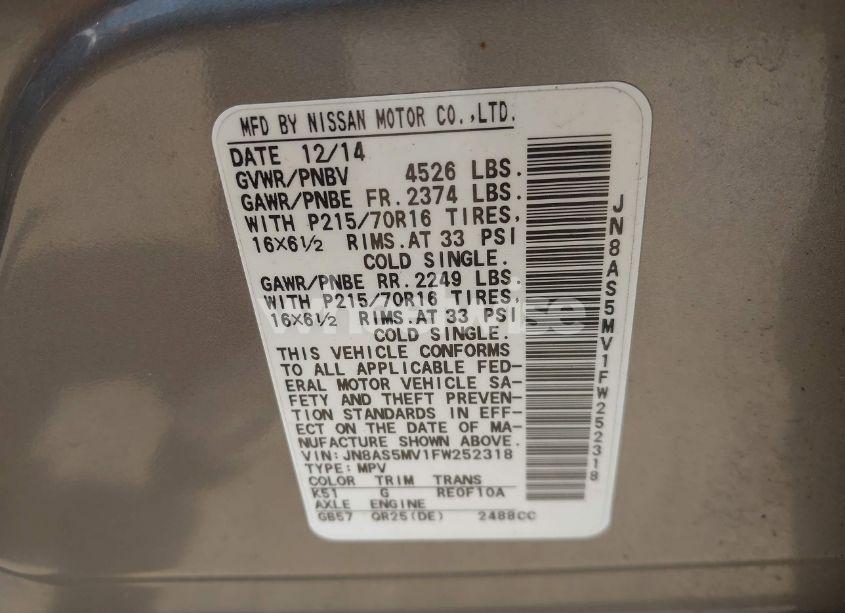 MFD BY NISSAN MOTOR CO.,LTD.
DATE 12/14
GVWR/PNBV 4526 LBS.
GAWR/PNBE FR.2374 LBS.
WITH P215/70R16 TIRES,
16X6½ RIMS.AT 33 PSI
COLD SINGLE.
GAWR/PNBE RR.2249 LBS.
WITH P215/70R16 TIRES,
16X6½ RIMS.AT 33 PSI
COLD SINGLE.
THIS VEHICLE CONFORMS
TO ALL APPLICABLE FED-
ERAL MOTOR VEHICLE SA-
FETY AND THEFT PREVEN-
TION STANDARDS IN EFF-
ECT ON THE DATE OF MA-
NUFACTURE SHOWN ABOVE.
VIN:JN8AS5MV1FW252318
TYPE:MPV
COLOR TRIM TRANS
K51 G RE0F10A
AXLE ENGINE
GB57 QR25(DE) 2488CC
JN8AS5MV1FW252318